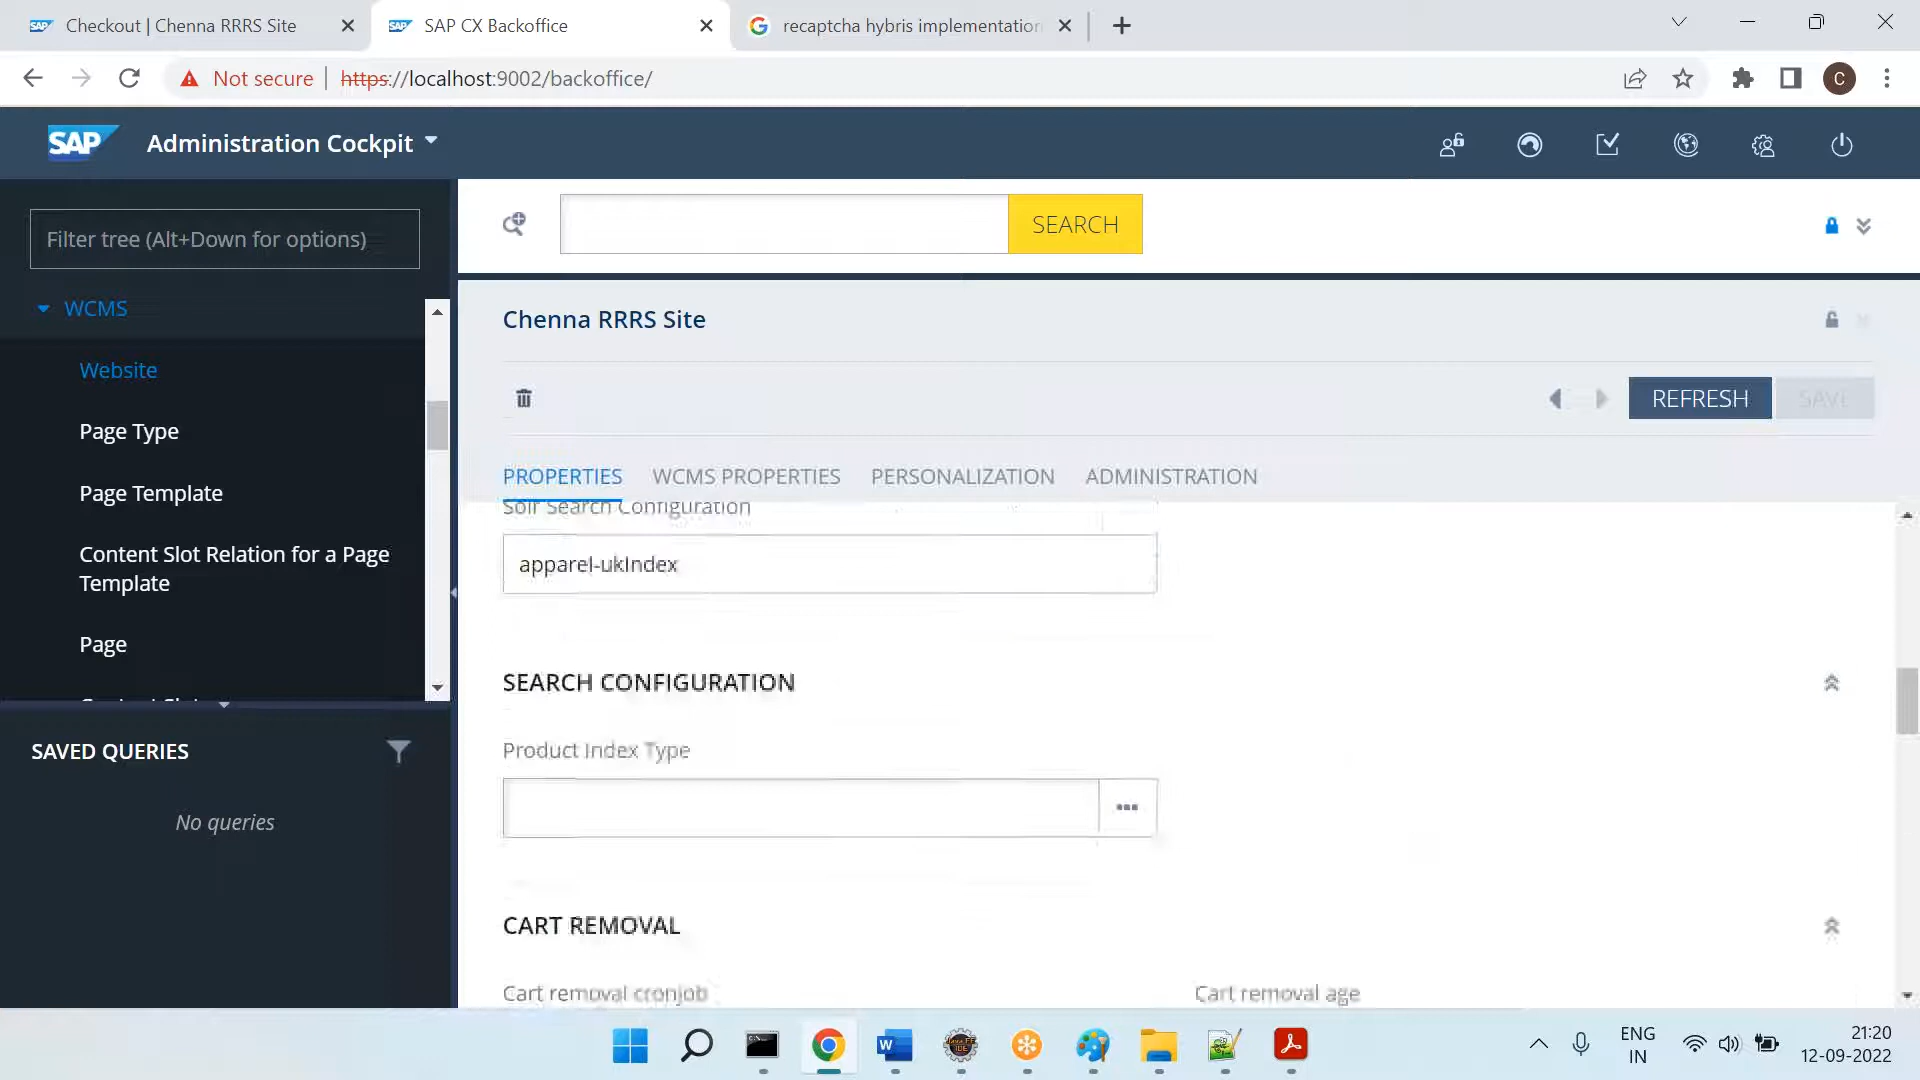 SAP Checkout | Chenna RRRS Site
SAP SAP CX Backoffice
recaptcha hybris implementation
Not secure https://localhost:9002/backoffice/
C
SAP Administration Cockpit
Filter tree (Alt+Down for options)
SEARCH
WCMS
Website
Page Type
Page Template
Content Slot Relation for a Page
Template
Page
SAVED QUERIES
No queries
Chenna RRRS Site
REFRESH SAVE
PROPERTIES WCMS PROPERTIES PERSONALIZATION ADMINISTRATION
Solr Search Configuration
apparel-ukIndex
SEARCH CONFIGURATION
Product Index Type
CART REMOVAL
Cart removal cronjob Cart removal age
ENG
IN
21:20
12-09-2022